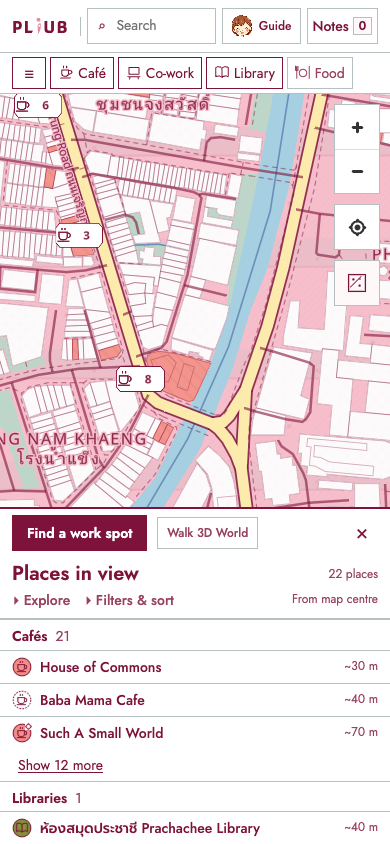 PLIUB
Search
Guide
Notes 0
Café
Co-work
Library
Food
6
ชุมชนจงสวัสดิ์
3
8
NG NAM KHAENG
โรงน้ำแข็ง
PH
Find a work spot
Walk 3D World
Places in view
22 places
Explore
Filters & sort
From map centre
Cafés 21
House of Commons ~30 m
Baba Mama Cafe ~40 m
Such A Small World ~70 m
Show 12 more
Libraries 1
ห้องสมุดประชาชี Prachachee Library ~40 m